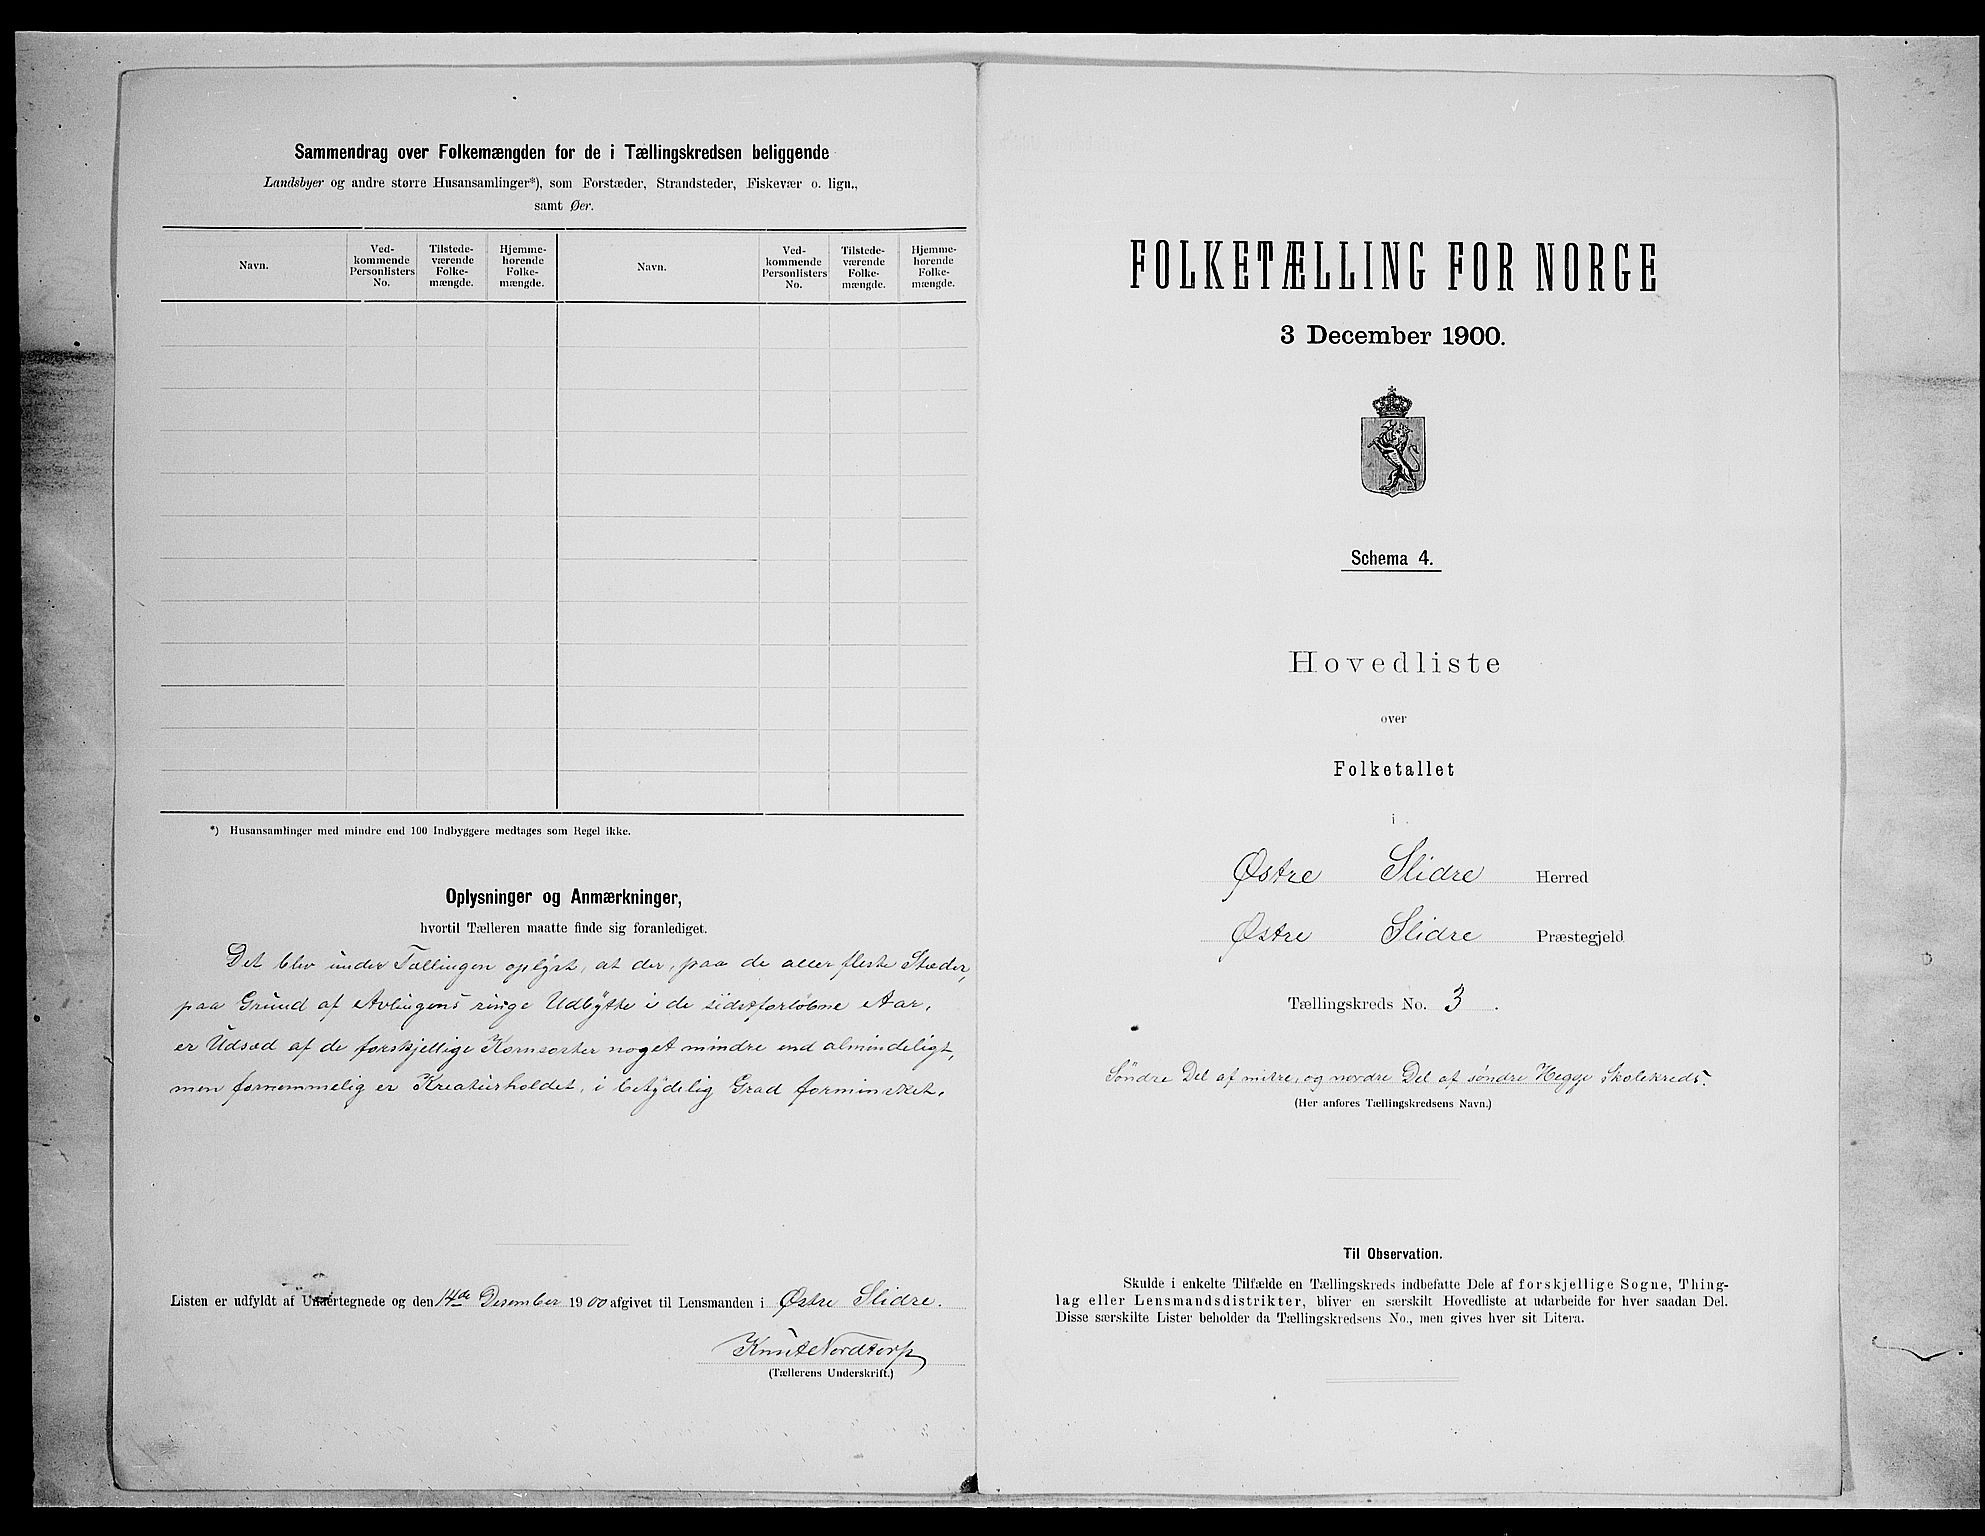 Sammendrag over Folkemængden for de i Tællingskredsen beliggende
Landsbyer og andre større Husansamlinger*), som Forstæder, Strandsteder, Fiskevær o. lign.,
samt Øer.
Navn.
Ved-
kommende
Personlisters
No.
Tilstede-
værende
Folke-
mængde.
Hjemme-
hørende
Folke-
mængde.
Navn.
Ved-
kommende
Personlisters
No.
Tilstede-
værende
Folke-
mængde.
Hjemme-
hørende
Folke-
mængde.
*) Husansamlinger med mindre end 100 Indbyggere medtages som Regel ikke.
Oplysninger og Anmærkninger,
hvortil Tælleren maatte finde sig foranlediget.
Det blev under Tællingen oplyst, at der, paa de aller fleste Stæder,
paa Grund af Avlingens ringe Udbytte i de sidstforløbne Aar,
er Udsæd af de forskjellige Kornsorter noget mindre end almindeligt,
men fornemmelig er Kreaturholdet, i betydelig Grad forminsket.
Listen er udfyldt af Undertegnede og den 14de Desember 1900 afgivet til Lensmanden i Østre Slidre.
Knut Nordtorp
(Tællerens Underskrift.)
FOLKETÆLLING FOR NORGE
3 December 1900.
Schema 4.
Hovedliste
over
Folketallet
i
Østre Slidre Herred
Østre Slidre Præstegjeld
Tællingskreds No. 3.
Söndre Del af mitre, og nordre Del af søndre Hegge Skolekreds.
(Her anføres Tællingskredsens Navn.)
Til Observation.
Skulde i enkelte Tilfælde en Tællingskreds indbefatte Dele af forskjellige Sogne, Thing-
lag eller Lensmandsdistrikter, bliver en særskilt Hovedliste at udarbeide for hver saadan Del.
Disse særskilte Lister beholder da Tællingskredsens No., men gives hver sit Litera.